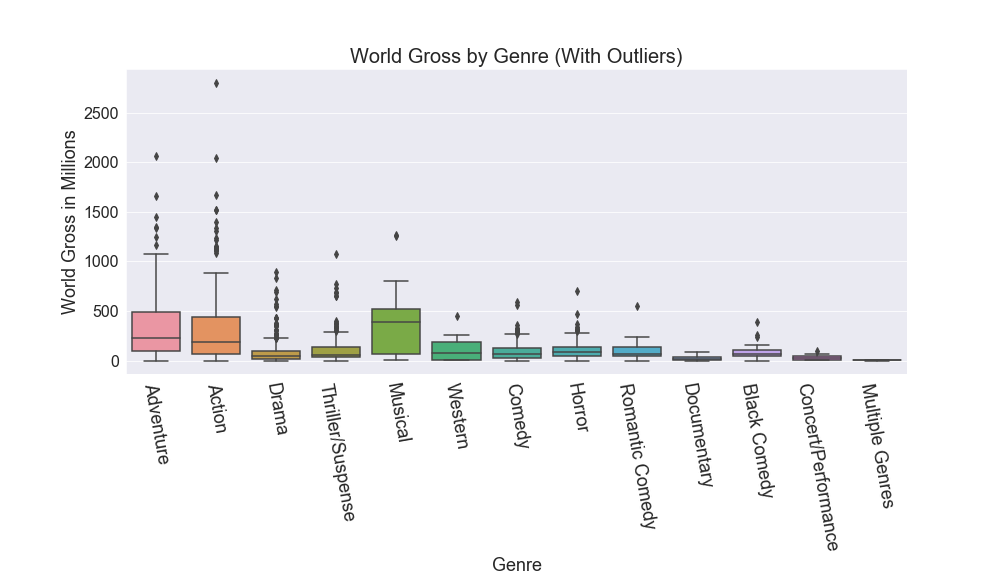 World Gross by Genre (With Outliers)
World Gross in Millions
2500
2000
1500
1000
500
0
Adventure
Action
Drama
Thriller/Suspense
Musical
Western
Comedy
Horror
Romantic Comedy
Documentary
Black Comedy
Concert/Performance
Multiple Genres
Genre